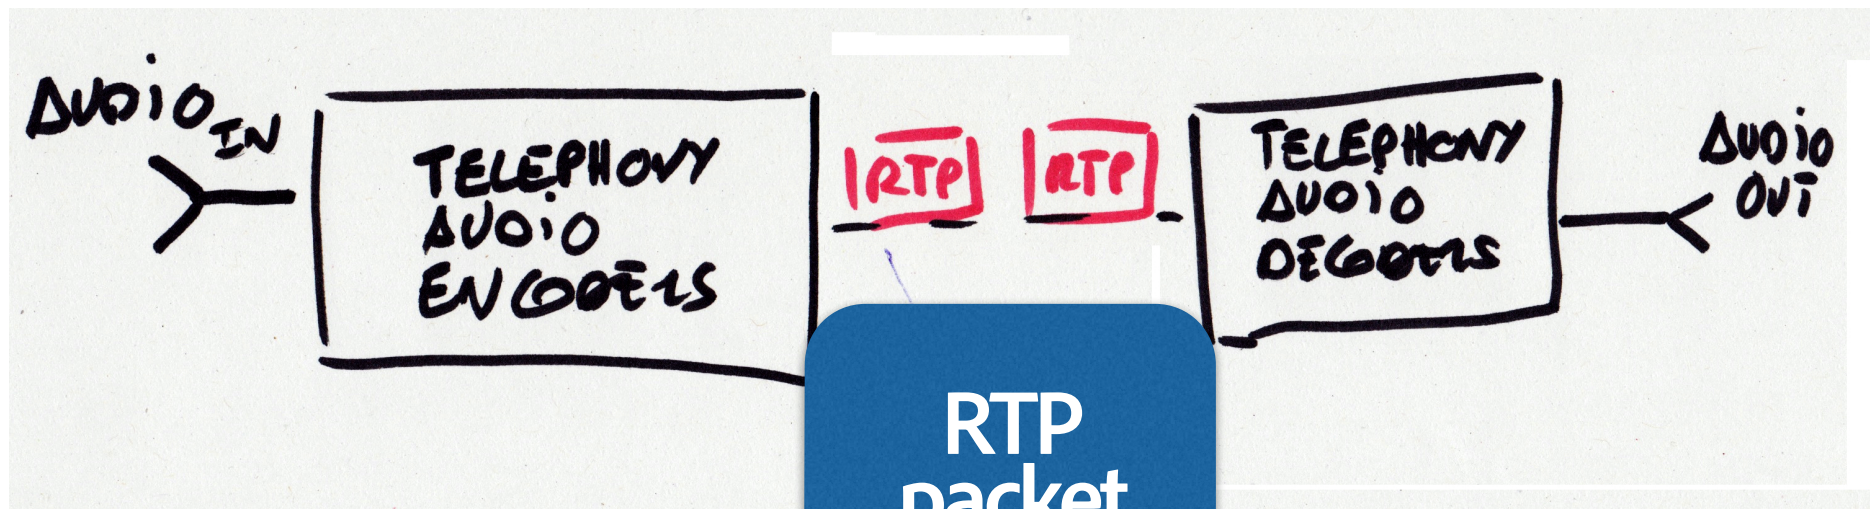 AUDIO IN
TELEPHONY
AUDIO
ENCODERS
RTP
RTP
TELEPHONY
AUDIO
DECODERS
AUDIO
OUT
RTP
packet